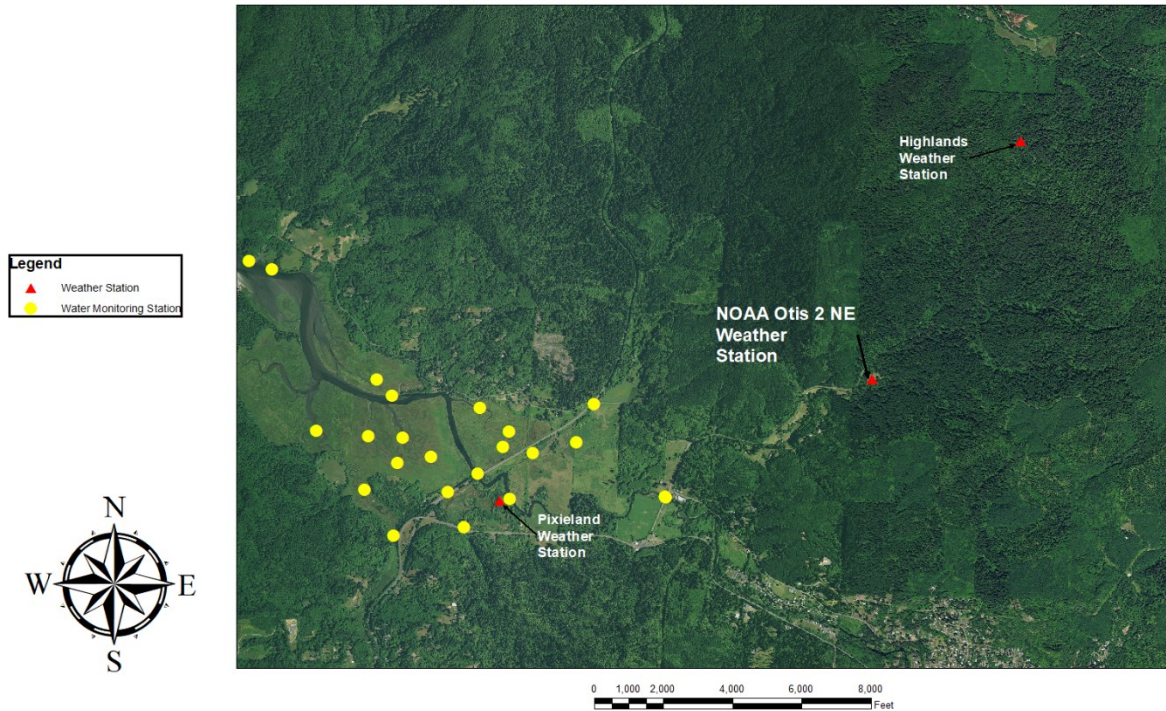 Highlands
Weather
Station
Legend
Weather Station
Water Monitoring Station
NOAA Otis 2 NE
Weather
Station
Pixieland
Weather
Station
N
W E
S
0 1,000 2,000 4,000 6,000 8,000
Feet